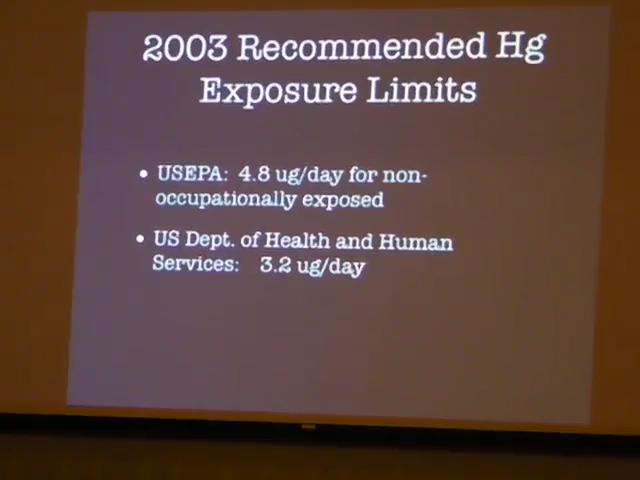 2003 Recommended Hg
Exposure Limits
• USEPA: 4.8 ug/day for non-
occupationally exposed
• US Dept. of Health and Human
Services: 3.2 ug/day